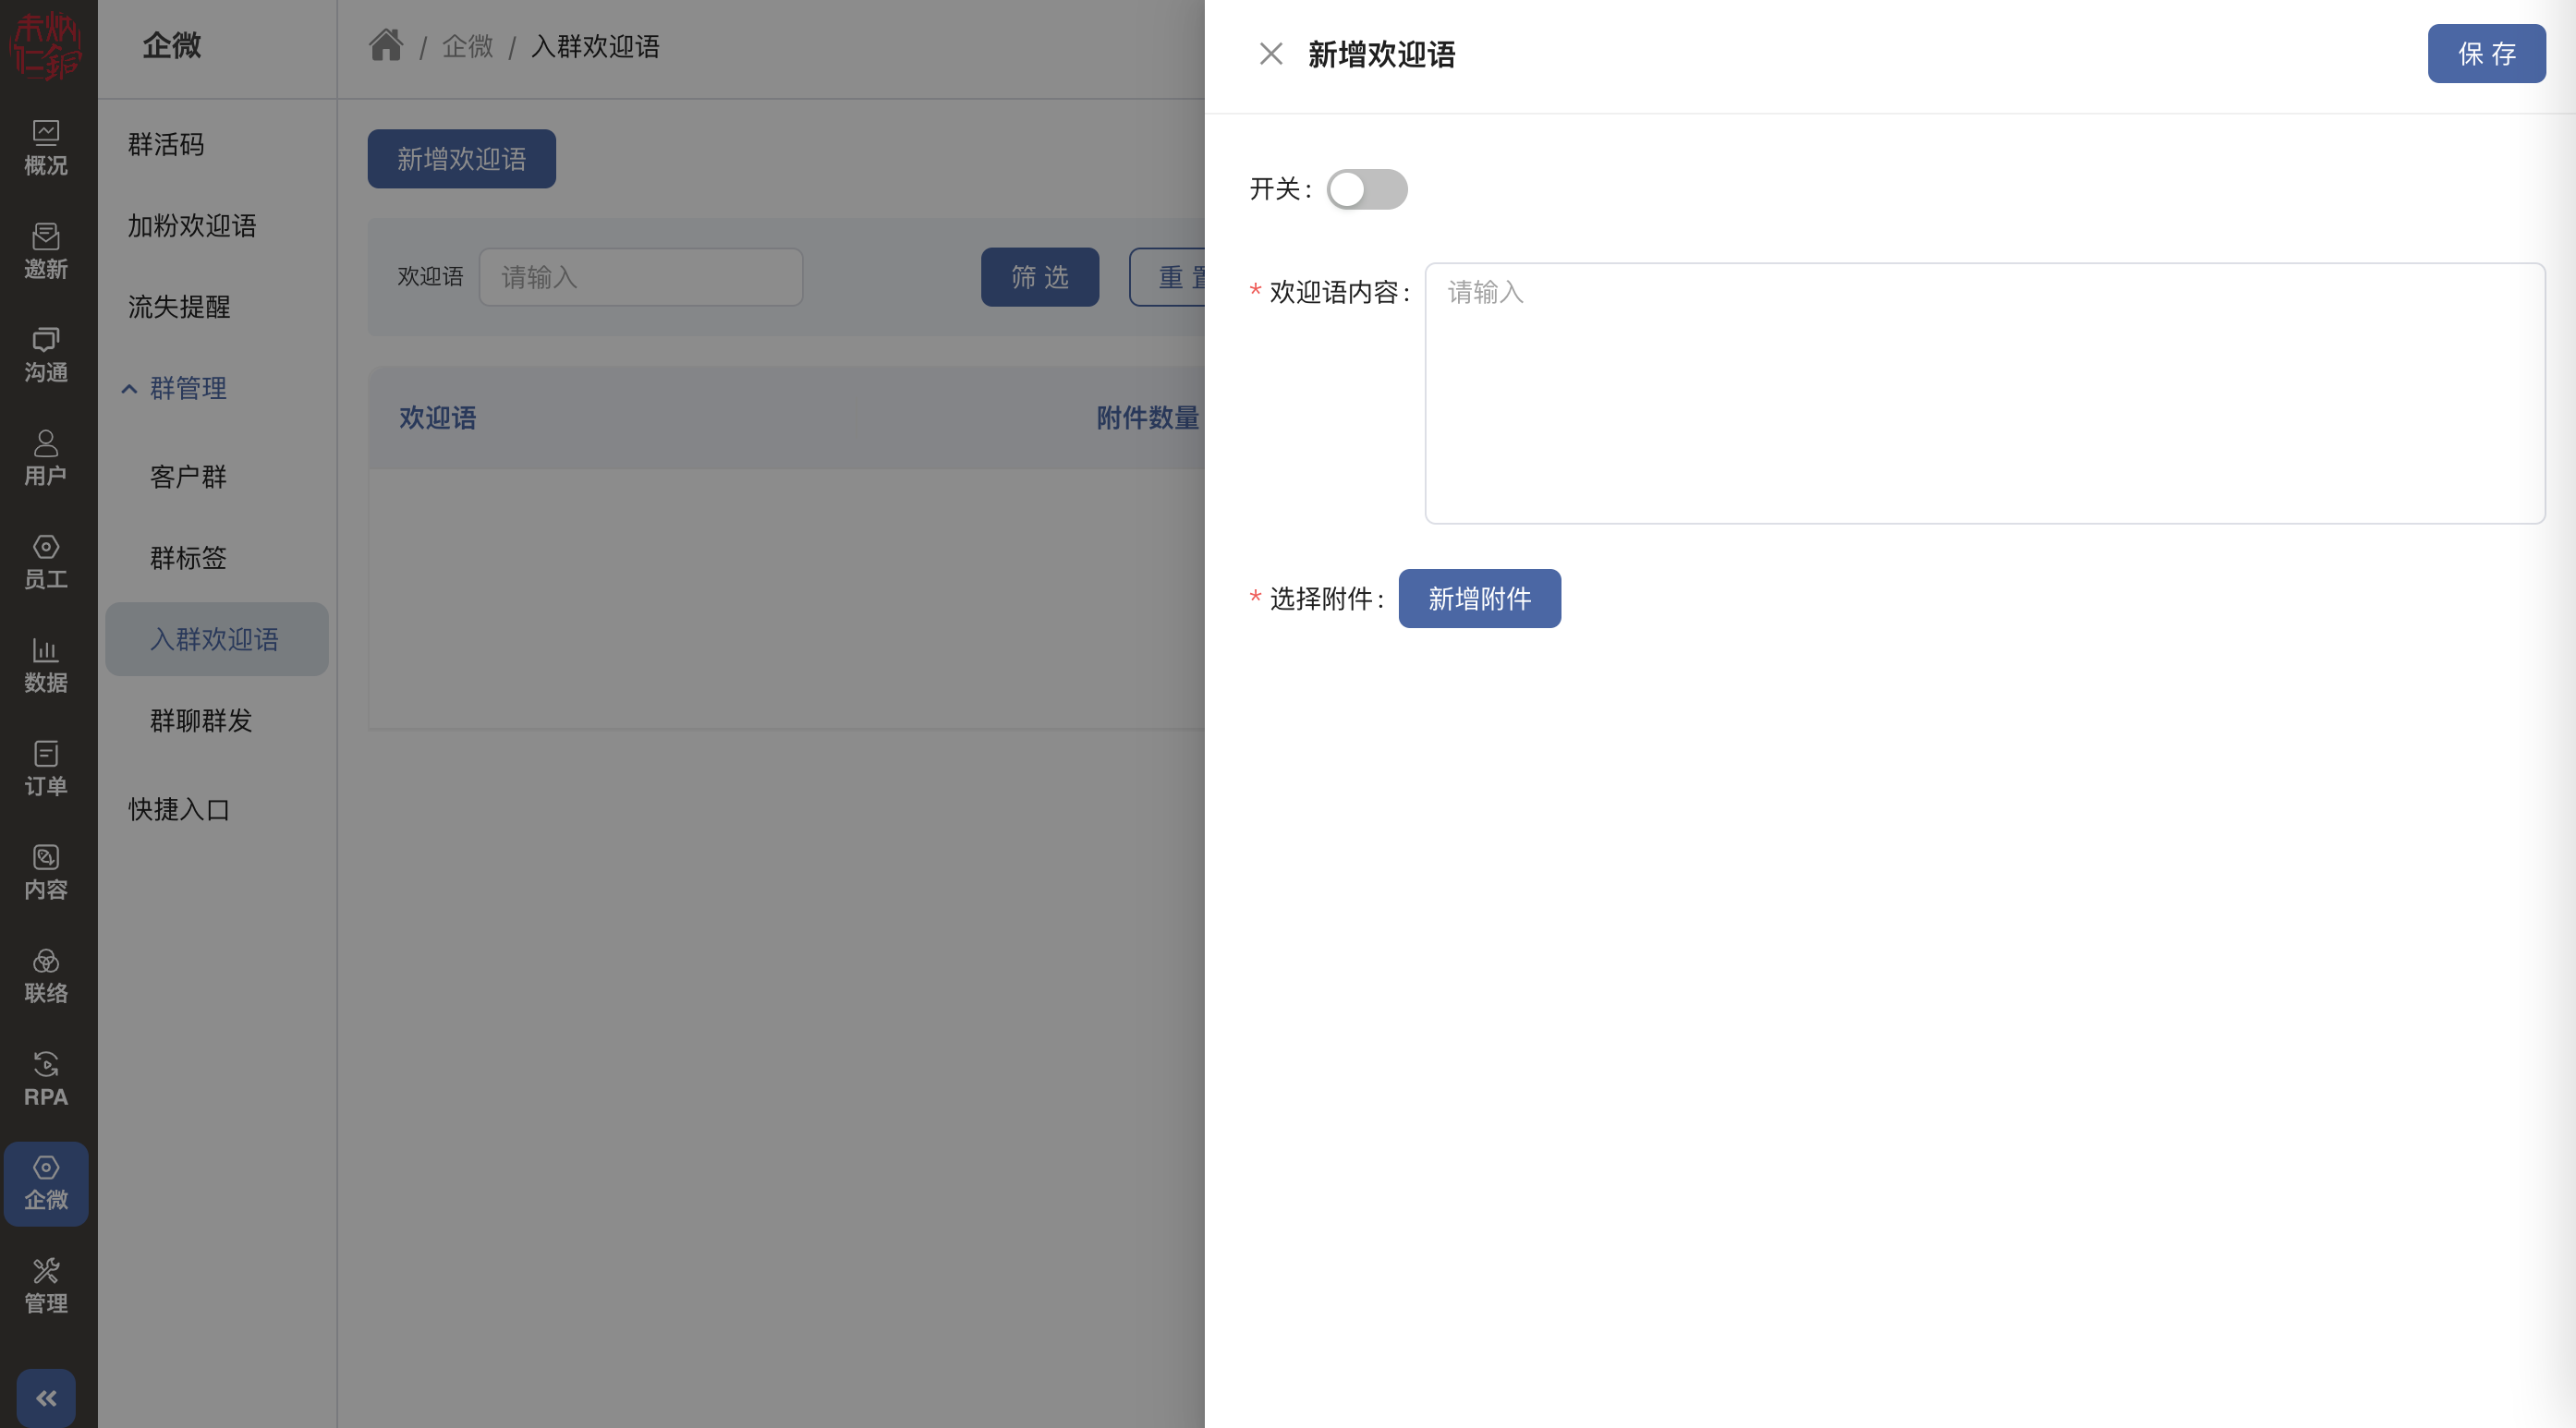 概况
邀新
沟通
用户
员工
数据
订单
内容
联络
RPA
企微
管理
企微
群活码
加粉欢迎语
流失提醒
群管理
客户群
群标签
入群欢迎语
群聊群发
快捷入口
/ 企微 / 入群欢迎语
新增欢迎语
欢迎语 请输入 筛 选 重 置
欢迎语 附件数量
新增欢迎语 保 存
开关:
* 欢迎语内容: 请输入
* 选择附件: 新增附件